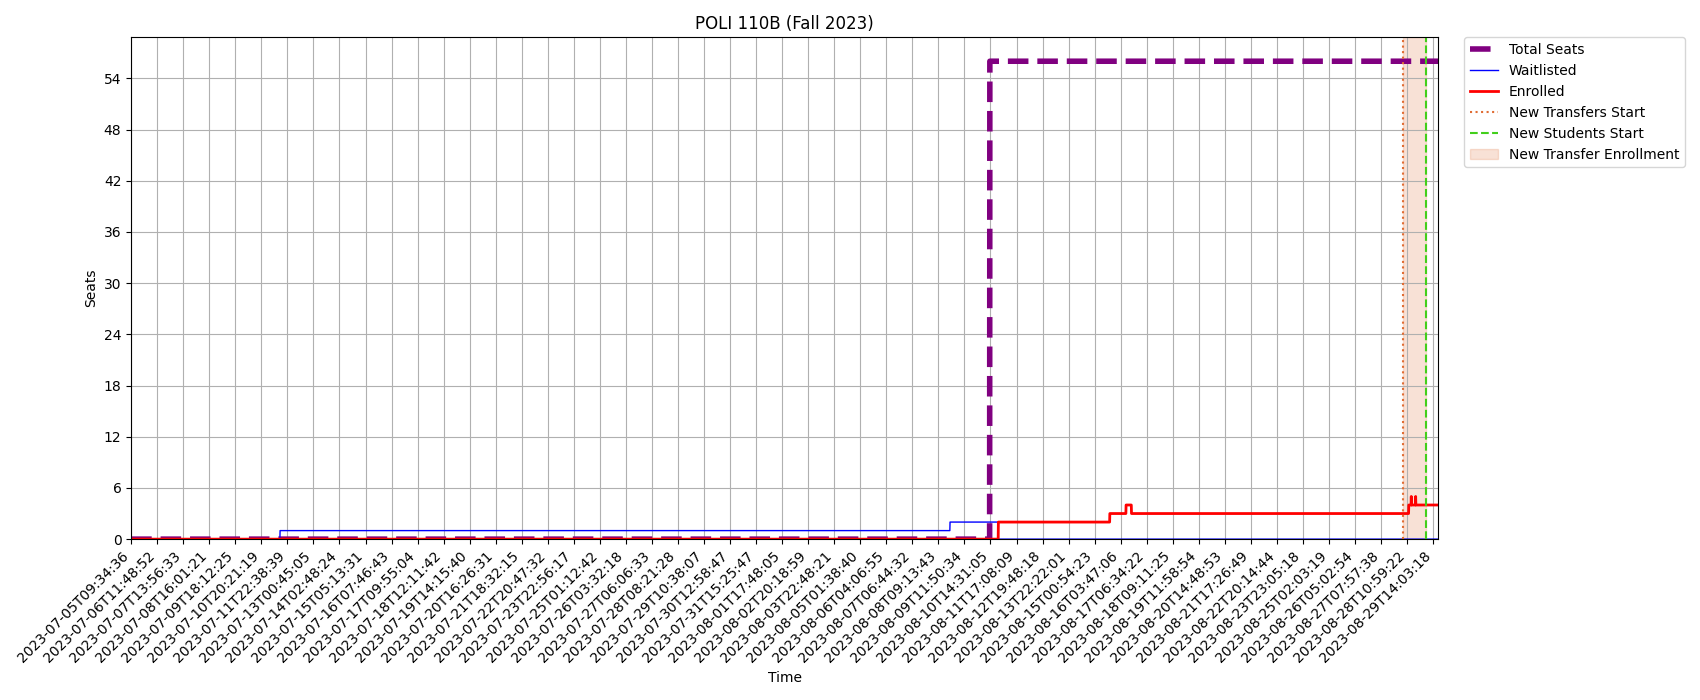 POLI 110B (Fall 2023)
Total Seats
Waitlisted
Enrolled
New Transfers Start
New Students Start
New Transfer Enrollment
Seats
54
48
42
36
30
24
18
12
6
0
2023-07-05T09:34:36
2023-07-06T11:48:52
2023-07-07T13:56:33
2023-07-08T16:01:21
2023-07-09T18:12:25
2023-07-10T20:21:19
2023-07-11T22:38:39
2023-07-13T00:45:05
2023-07-14T02:48:24
2023-07-15T05:13:31
2023-07-16T07:46:43
2023-07-17T09:55:04
2023-07-18T12:11:42
2023-07-19T14:15:40
2023-07-20T16:26:31
2023-07-21T18:32:15
2023-07-22T20:47:32
2023-07-23T22:56:17
2023-07-25T01:12:42
2023-07-26T03:32:18
2023-07-27T06:06:33
2023-07-28T08:21:28
2023-07-29T10:38:07
2023-07-30T12:58:47
2023-07-31T15:25:47
2023-08-01T17:48:05
2023-08-02T20:18:59
2023-08-03T22:48:21
2023-08-05T01:38:40
2023-08-06T04:06:55
2023-08-07T06:44:32
2023-08-08T09:13:43
2023-08-09T11:50:34
2023-08-10T14:31:05
2023-08-11T17:08:09
2023-08-12T19:48:18
2023-08-13T22:22:01
2023-08-15T00:54:23
2023-08-16T03:47:06
2023-08-17T06:34:22
2023-08-18T09:11:25
2023-08-19T11:58:54
2023-08-20T14:48:53
2023-08-21T17:26:49
2023-08-22T20:14:44
2023-08-23T23:05:18
2023-08-25T02:03:19
2023-08-26T05:02:54
2023-08-27T07:57:38
2023-08-28T10:59:22
2023-08-29T14:03:18
Time